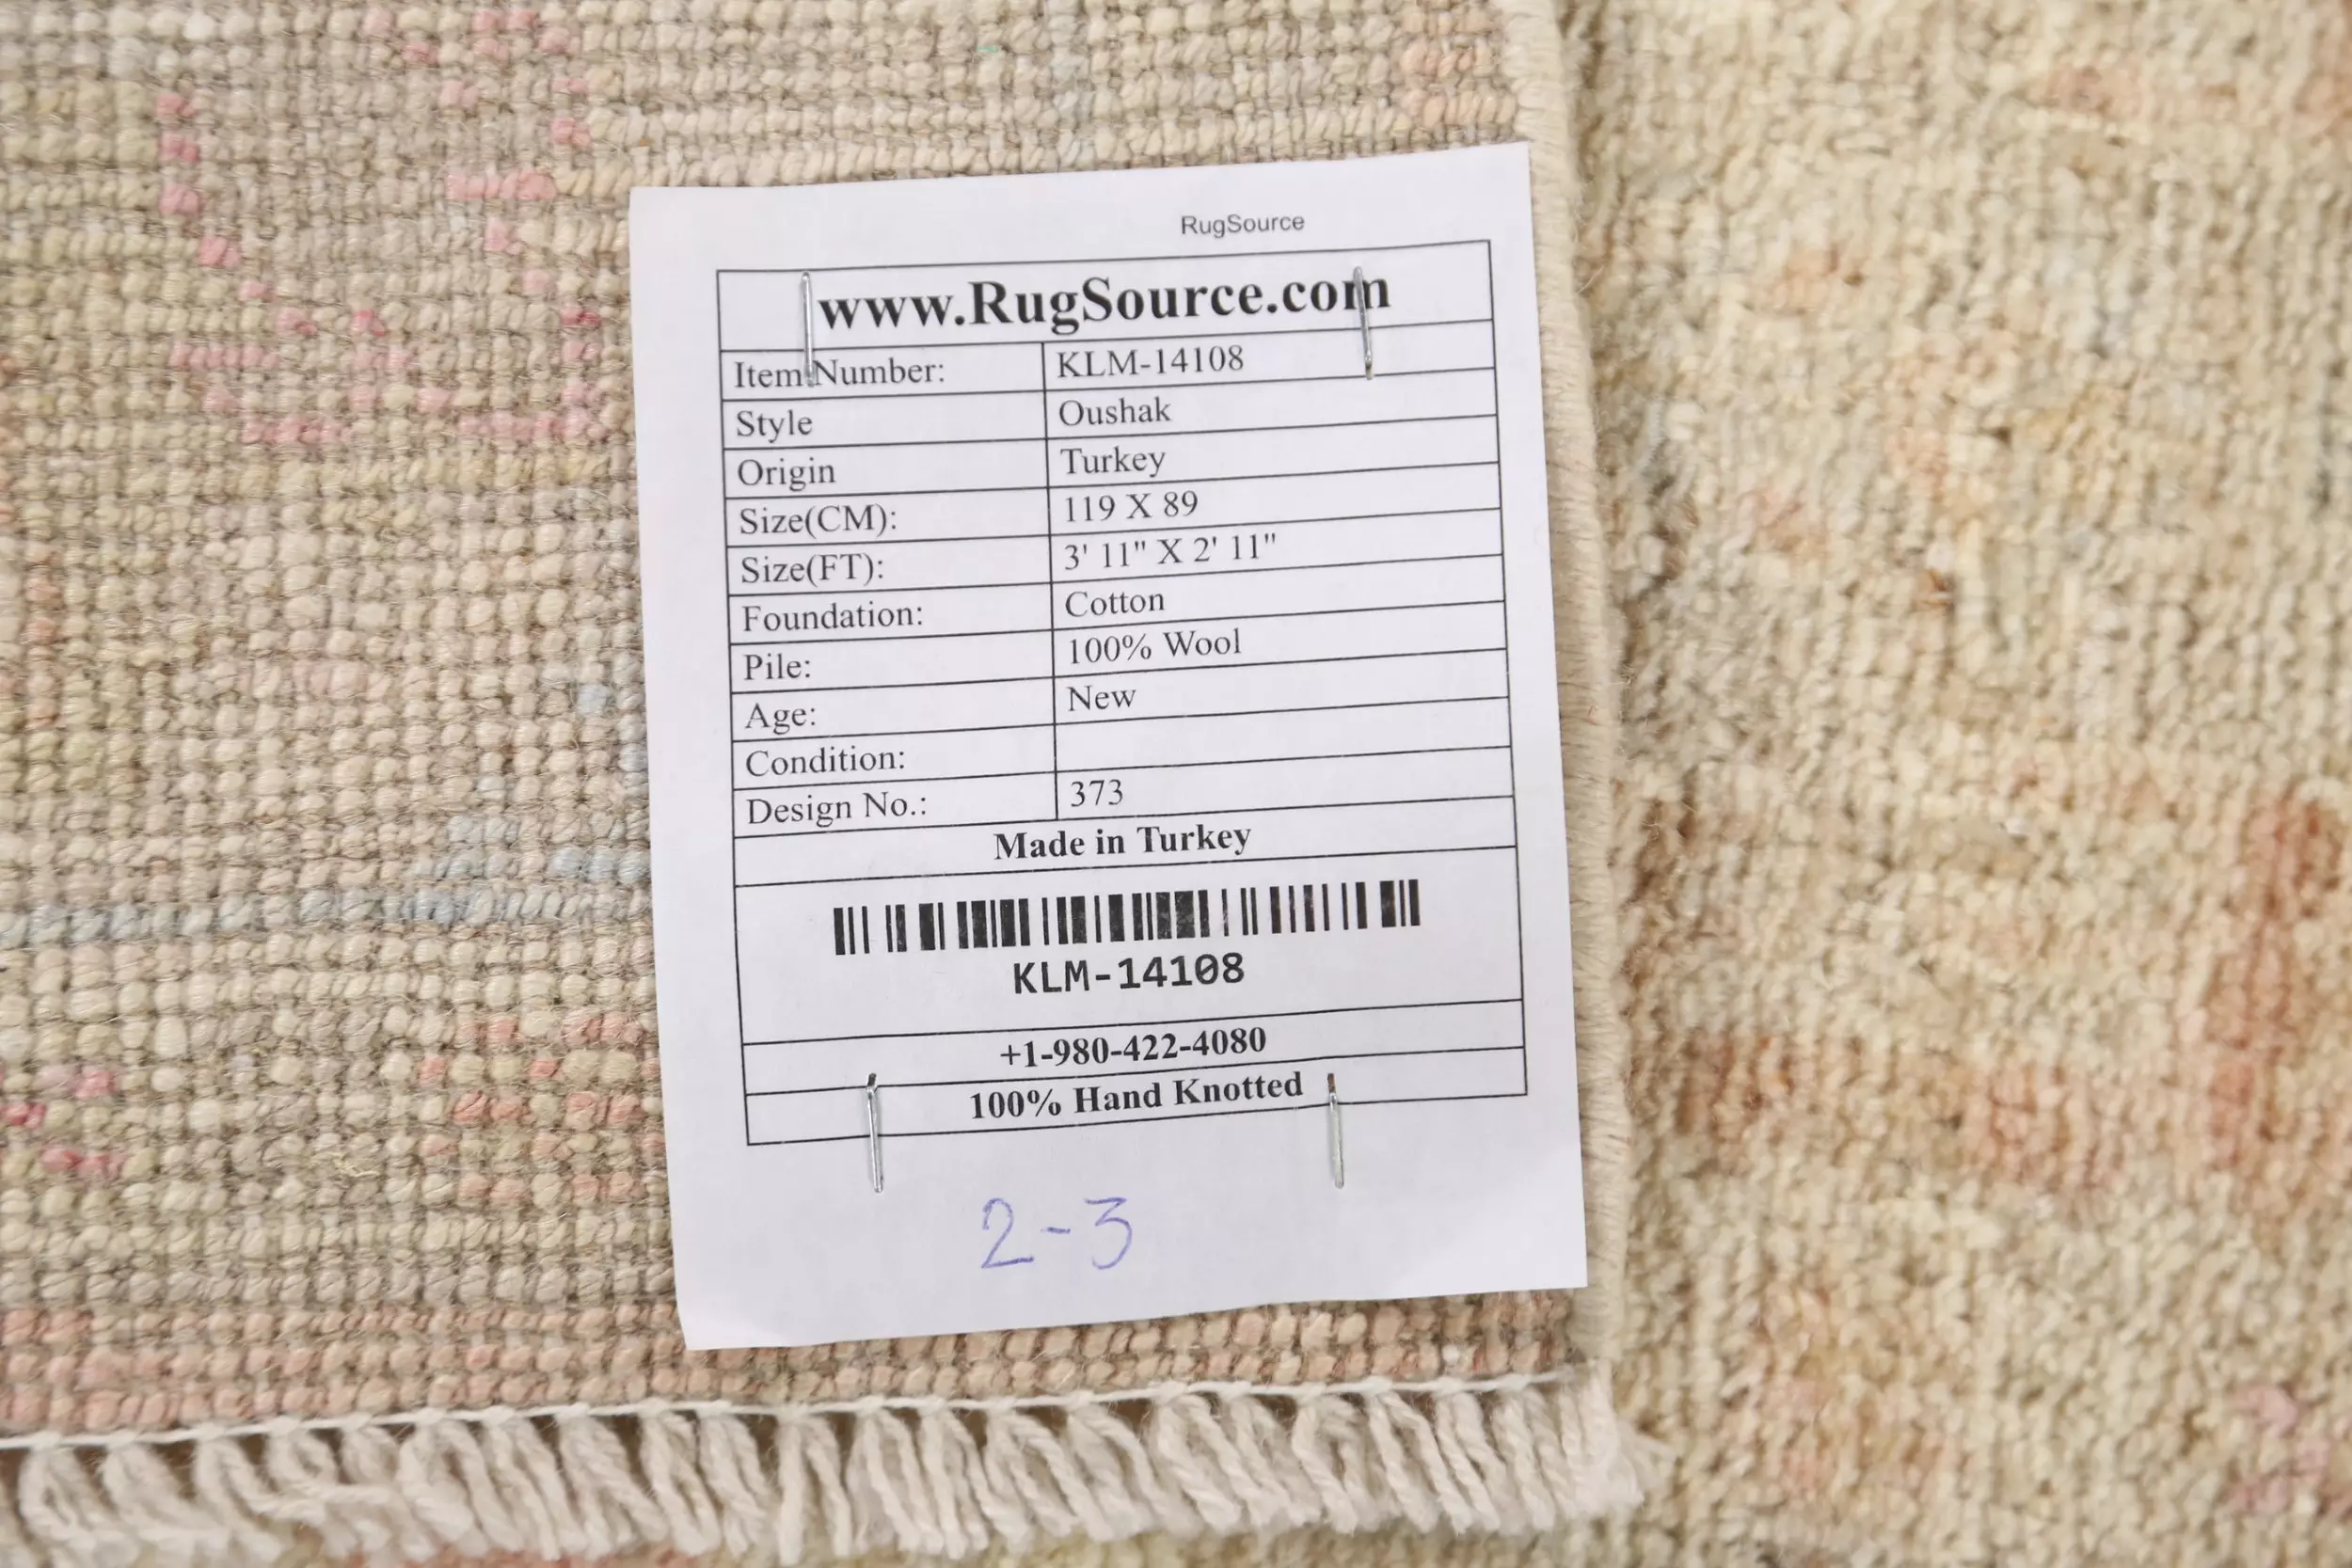 RugSource
www.RugSource.com
Item Number: KLM-14108
Style Oushak
Origin Turkey
Size(CM): 119 X 89
Size(FT): 3' 11" X 2' 11"
Foundation: Cotton
Pile: 100% Wool
Age: New
Condition:
Design No.: 373
Made in Turkey
KLM-14108
+1-980-422-4080
100% Hand Knotted
2-3